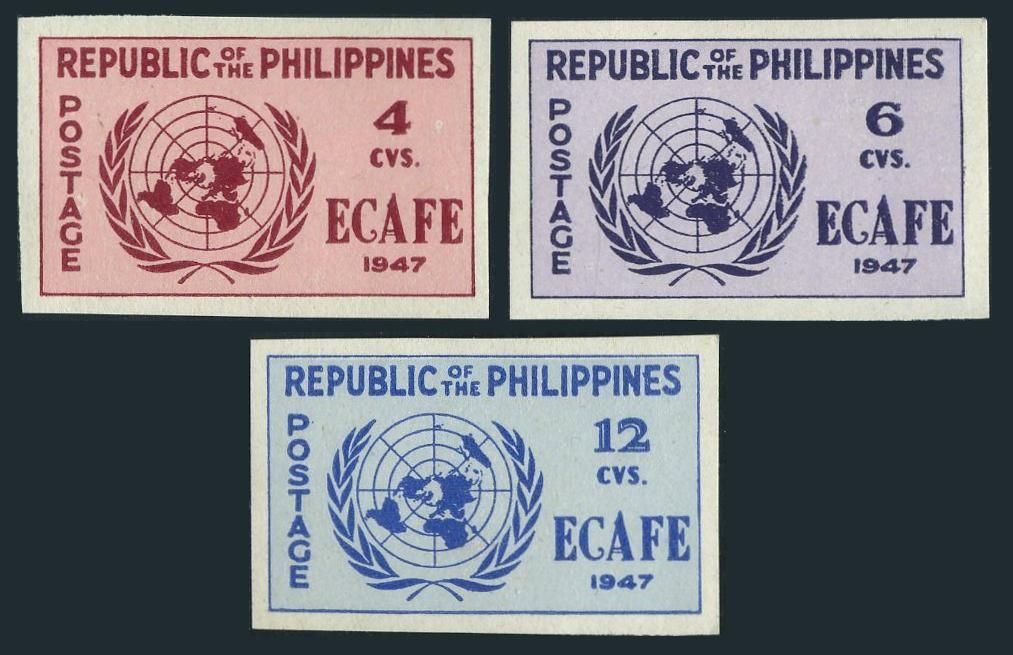 REPUBLIC OF THE PHILIPPINES
POSTAGE
4
CVS.
ECAFE
1947
REPUBLIC OF THE PHILIPPINES
POSTAGE
6
CVS.
ECAFE
1947
REPUBLIC OF THE PHILIPPINES
POSTAGE
12
CVS.
ECAFE
1947